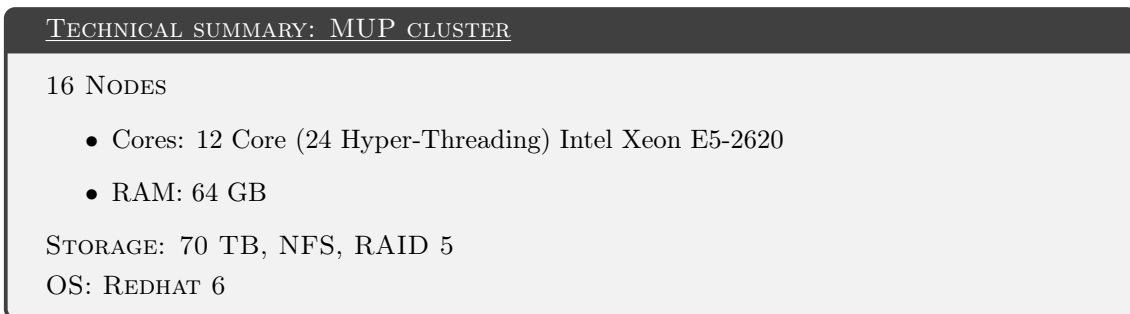 Technical summary: MUP cluster
16 Nodes
• Cores: 12 Core (24 Hyper-Threading) Intel Xeon E5-2620
• RAM: 64 GB
Storage: 70 TB, NFS, RAID 5
OS: Redhat 6